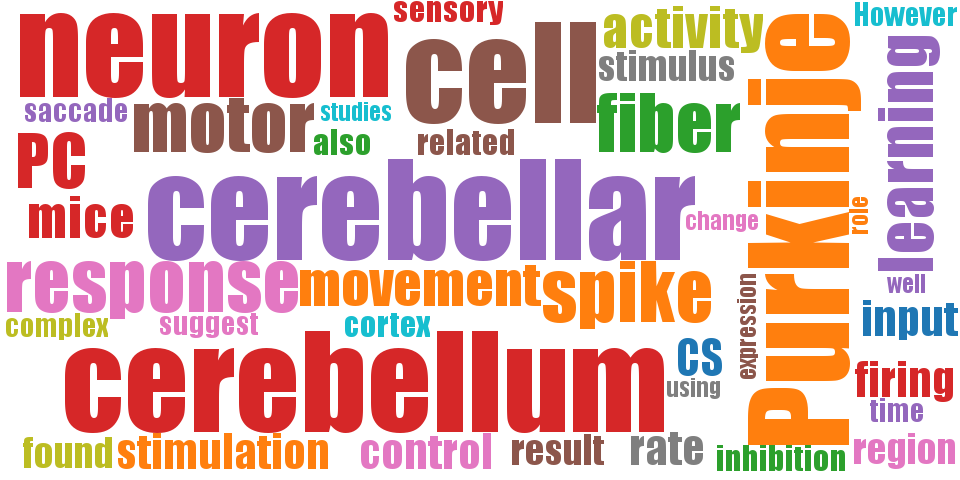 neuron
sensory
cell
activity
However
stimulus
Purkinje
learning
saccade
motor
studies
fiber
also
related
PC
cerebellar
mice
change
role
response
movement
spike
well
expression
input
complex
suggest
cortex
cerebellum
CS
using
firing
time
found
stimulation
control
result
rate
inhibition
region